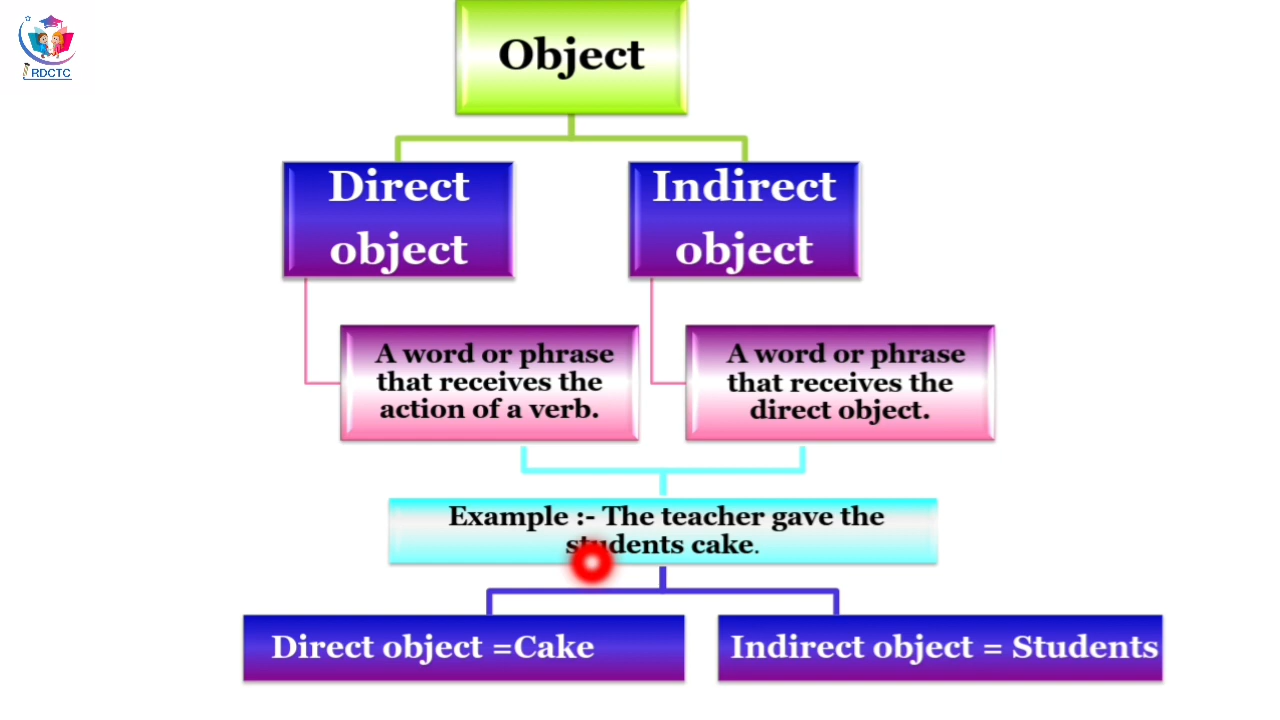 RDCTC
Object
Direct
object
Indirect
object
A word or phrase
that receives the
action of a verb.
A word or phrase
that receives the
direct object.
Example :- The teacher gave the
students cake.
Direct object =Cake
Indirect object = Students